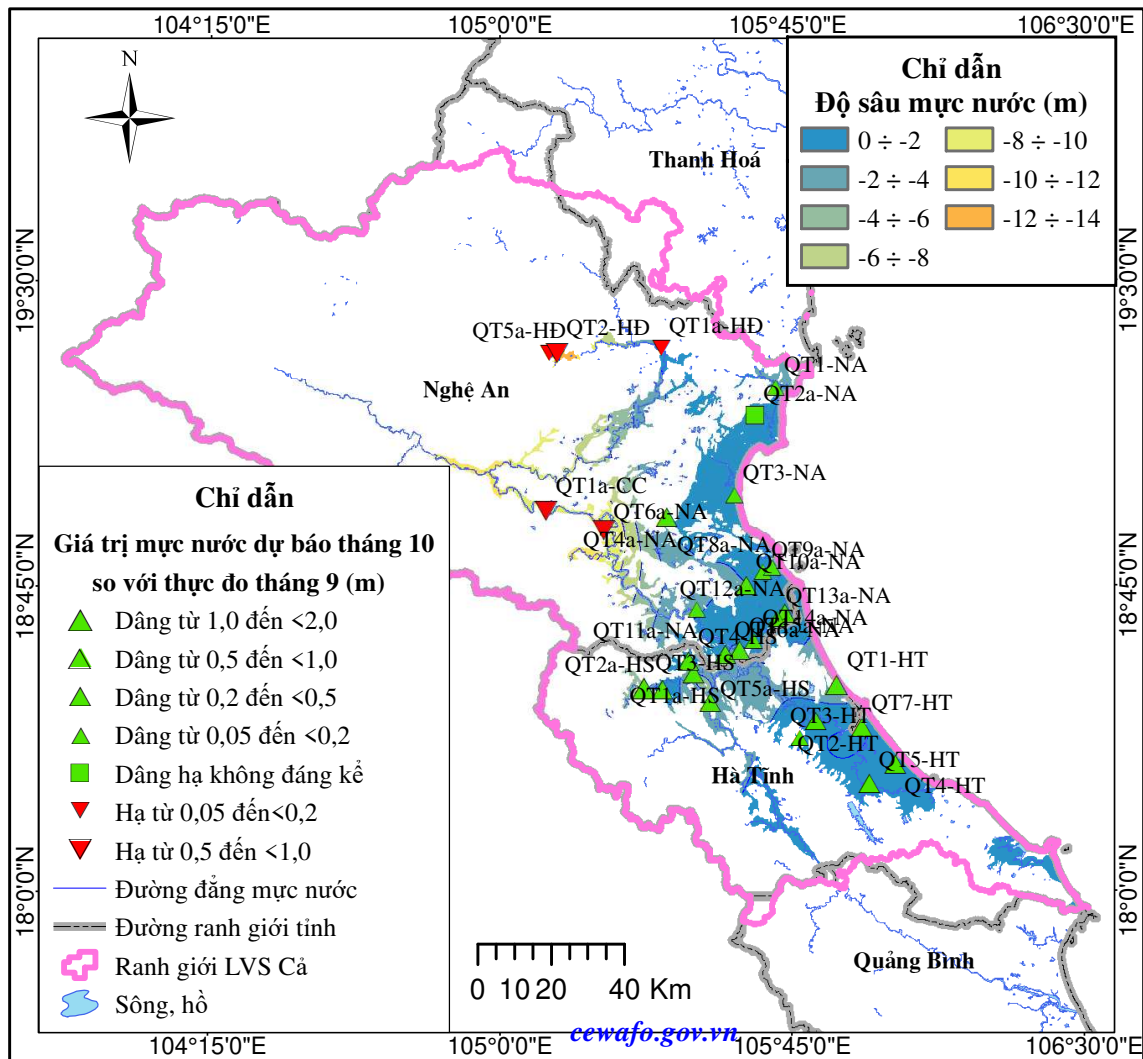 104°15'0"E 105°0'0"E 105°45'0"E 106°30'0"E
N
Chỉ dẫn
Độ sâu mực nước (m)
0 ÷ -2
-2 ÷ -4
-4 ÷ -6
-6 ÷ -8
-8 ÷ -10
-10 ÷ -12
-12 ÷ -14
Thanh Hoá
19°30'0"N
19°30'0"N
QT5a-HĐ QT2-HĐ QT1a-HĐ
QT1-NA
Nghệ An
QT2a-NA
QT3-NA
QT1a-CC
QT6a-NA
QT4a-NA QT8a-NA QT9a-NA
QT10a-NA
18°45'0"N
18°45'0"N
QT12a-NA QT13a-NA
QT14a-NA
QT11a-NA QT4-HS
QT2a-HS QT3-HS
QT1-HT
QT1a-HS QT5a-HS
QT7-HT
QT3-HT
QT2-HT
Hà Tĩnh
QT5-HT
QT4-HT
18°0'0"N
18°0'0"N
Quảng Bình
Chỉ dẫn
Giá trị mực nước dự báo tháng 10
so với thực đo tháng 9 (m)
Dâng từ 1,0 đến <2,0
Dâng từ 0,5 đến <1,0
Dâng từ 0,2 đến <0,5
Dâng từ 0,05 đến <0,2
Dâng hạ không đáng kể
Hạ từ 0,05 đến<0,2
Hạ từ 0,5 đến <1,0
Đường đẳng mực nước
Đường ranh giới tỉnh
Ranh giới LVS Cả
Sông, hồ
0 10 20 40 Km
cewafo.gov.vn
104°15'0"E 105°0'0"E 105°45'0"E 106°30'0"E